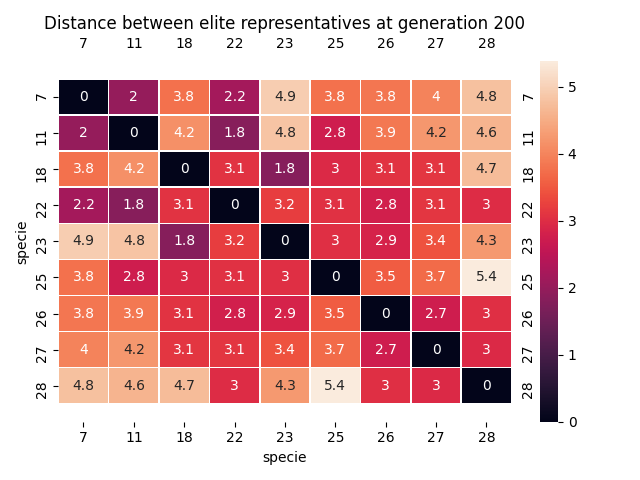 Distance between elite representatives at generation 200
7 11 18 22 23 25 26 27 28
7 0 2 3.8 2.2 4.9 3.8 3.8 4 4.8 7
11 2 0 4.2 1.8 4.8 2.8 3.9 4.2 4.6 11
18 3.8 4.2 0 3.1 1.8 3 3.1 3.1 4.7 18
22 2.2 1.8 3.1 0 3.2 3.1 2.8 3.1 3 22
23 4.9 4.8 1.8 3.2 0 3 2.9 3.4 4.3 23
25 3.8 2.8 3 3.1 3 0 3.5 3.7 5.4 25
26 3.8 3.9 3.1 2.8 2.9 3.5 0 2.7 3 26
27 4 4.2 3.1 3.1 3.4 3.7 2.7 0 3 27
28 4.8 4.6 4.7 3 4.3 5.4 3 3 0 28
7 11 18 22 23 25 26 27 28
specie
specie
5
4
3
2
1
0